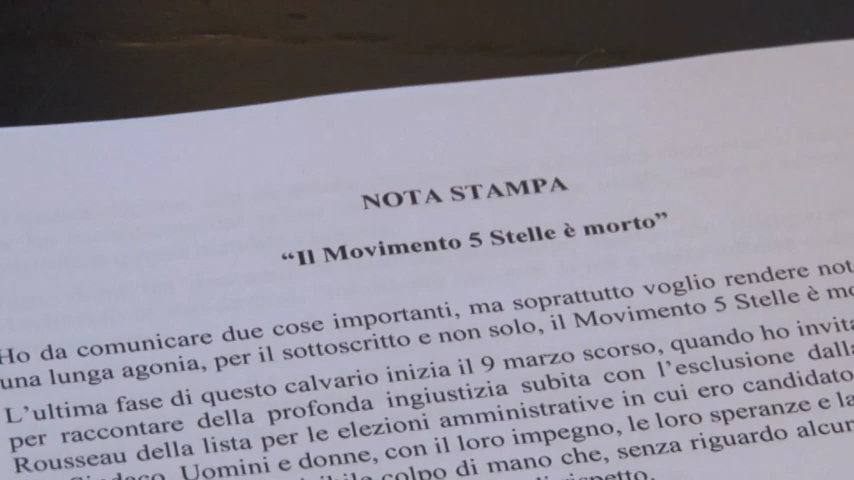 NOTA STAMPA
“Il Movimento 5 Stelle è morto”
Ho da comunicare due cose importanti, ma soprattutto voglio rendere not
una lunga agonia, per il sottoscritto e non solo, il Movimento 5 Stelle è mo
L’ultima fase di questo calvario inizia il 9 marzo scorso, quando ho invita
per raccontare della profonda ingiustizia subita con l’esclusione dalla
Rousseau della lista per le elezioni amministrative in cui ero candidato
Sindaco. Uomini e donne, con il loro impegno, le loro speranze e la
colpo di mano che, senza riguardo alcun
rispetto.